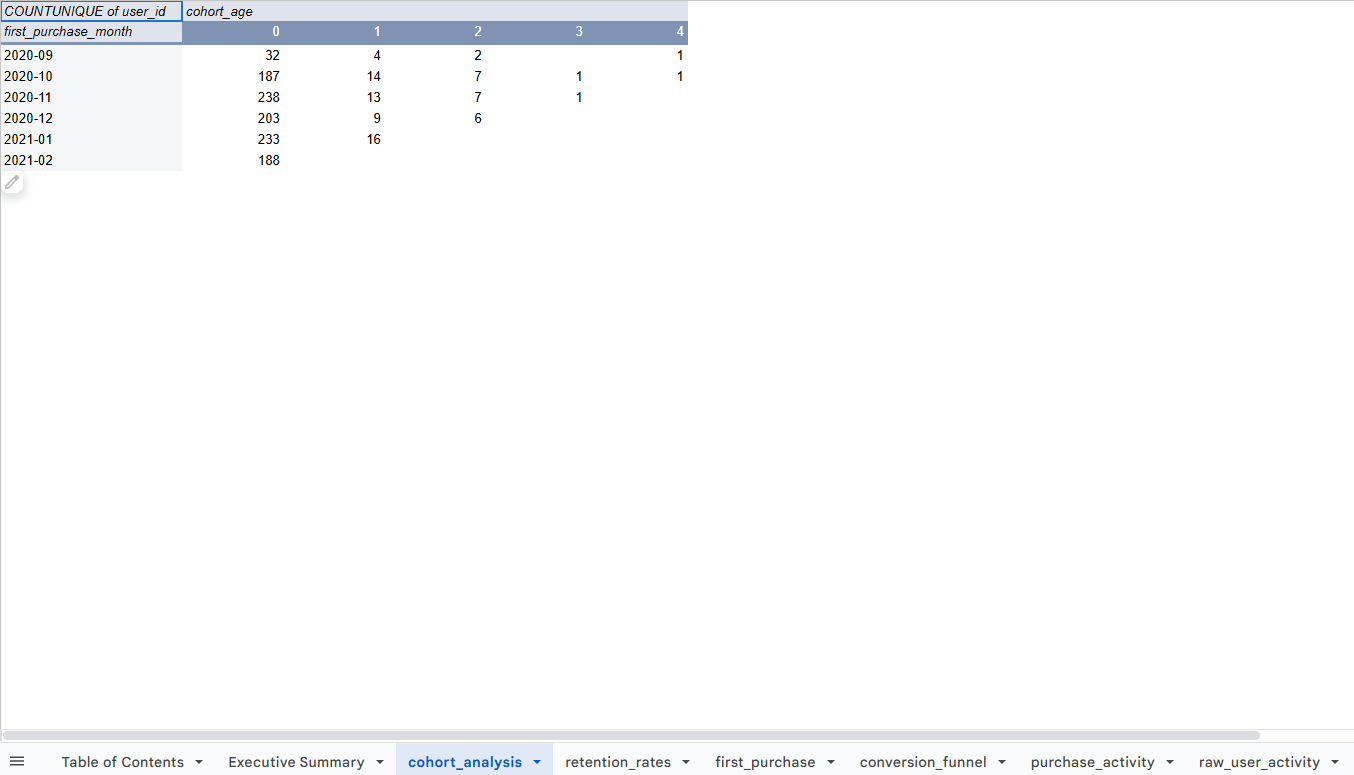 COUNTUNIQUE of user_id cohort_age
first_purchase_month 0 1 2 3 4
2020-09 32 4 2 1
2020-10 187 14 7 1 1
2020-11 238 13 7 1
2020-12 203 9 6
2021-01 233 16
2021-02 188
Table of Contents Executive Summary cohort_analysis retention_rates first_purchase conversion_funnel purchase_activity raw_user_activity